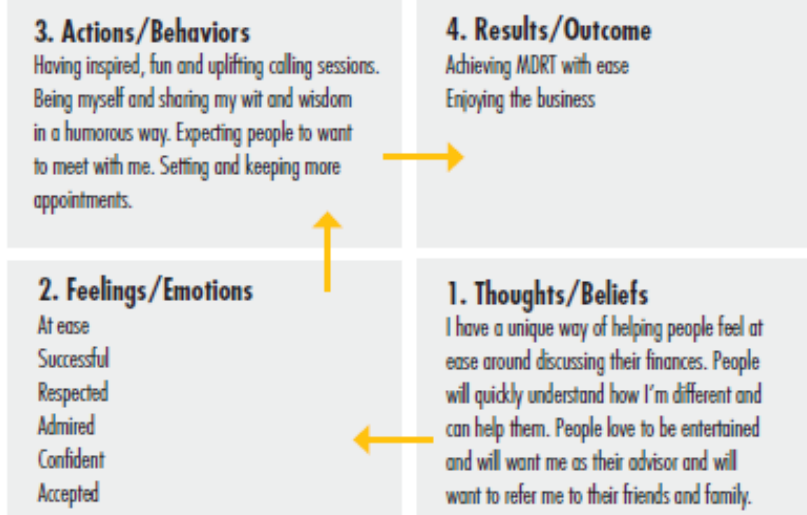 3. Actions/Behaviors
Having inspired, fun and uplifting calling sessions.
Being myself and sharing my wit and wisdom
in a humorous way. Expecting people to want
to meet with me. Setting and keeping more
appointments.
4. Results/Outcome
Achieving MDRT with ease
Enjoying the business
2. Feelings/Emotions
At ease
Successful
Respected
Admired
Confident
Accepted
1. Thoughts/Beliefs
I have a unique way of helping people feel at
ease around discussing their finances. People
will quickly understand how I'm different and
can help them. People love to be entertained
and will want me as their advisor and will
want to refer me to their friends and family.